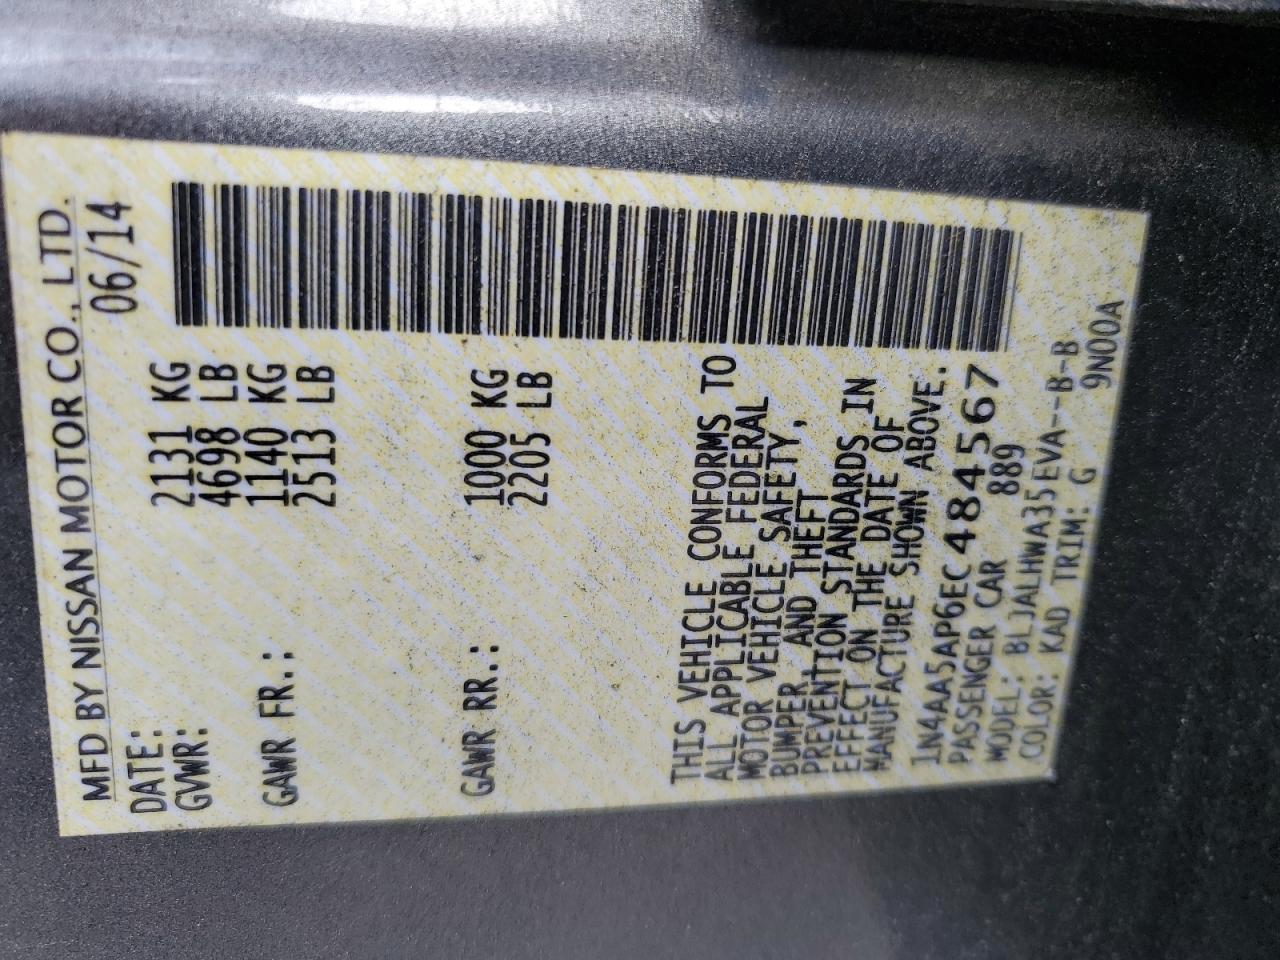 MFD BY NISSAN MOTOR CO., LTD.
DATE: 06/14
GVWR: 2131 KG
4698 LB
GAWR FR.: 1140 KG
2513 LB
GAWR RR.: 1000 KG
2205 LB
THIS VEHICLE CONFORMS TO
ALL APPLICABLE FEDERAL
MOTOR VEHICLE SAFETY,
BUMPER, AND THEFT
PREVENTION STANDARDS IN
EFFECT ON THE DATE OF
MANUFACTURE SHOWN ABOVE.
1N4AA5AP6EC484567
PASSENGER CAR 889
MODEL: BLJALHWA35EVA--B-B
COLOR: KAD TRIM: G 9N00A